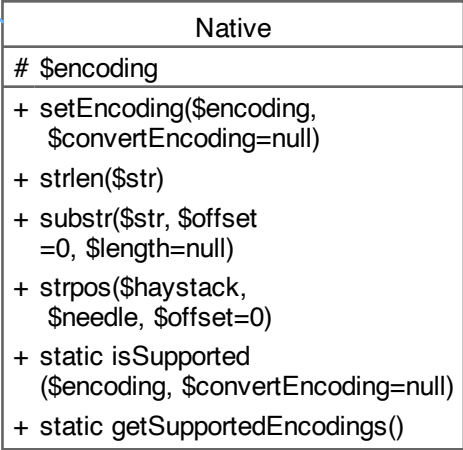 Native
# $encoding
+ setEncoding($encoding,
$convertEncoding=null)
+ strlen($str)
+ substr($str, $offset
=0, $length=null)
+ strpos($haystack,
$needle, $offset=0)
+ static isSupported
($encoding, $convertEncoding=null)
+ static getSupportedEncodings()